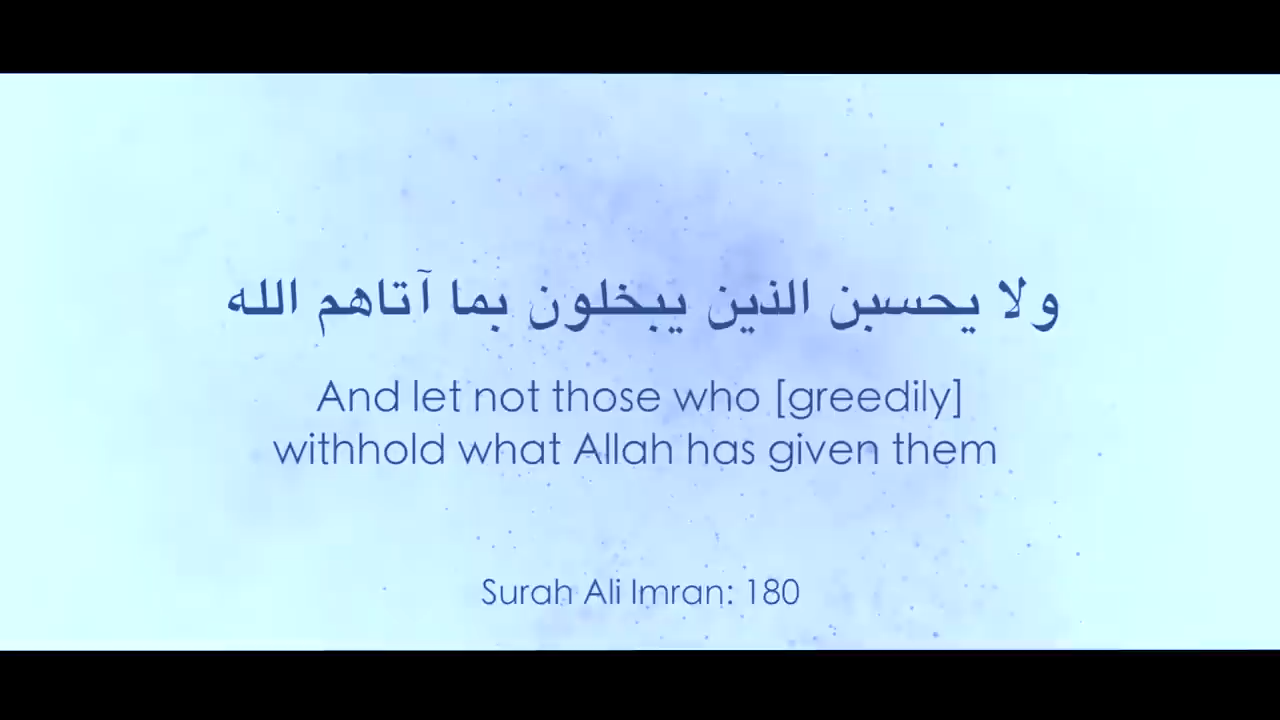 ولا يحسبن الذين يبخلون بما آتاهم الله
And let not those who [greedily]
withhold what Allah has given them
Surah Ali Imran: 180